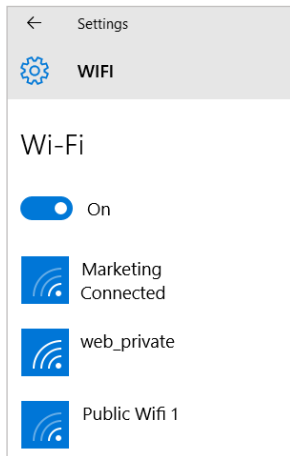 Settings
WIFI
Wi-Fi
On
Marketing
Connected
web_private
Public Wifi 1